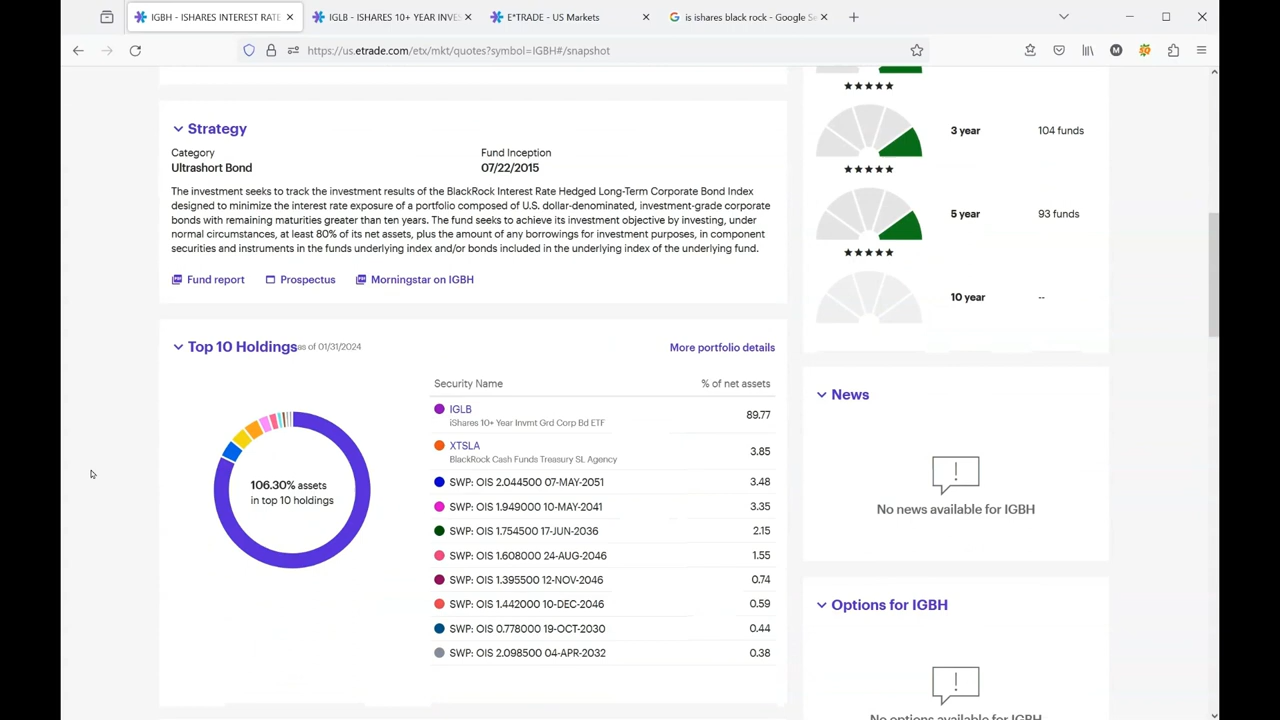 IGBH - ISHARES INTEREST RATE
IGLB - ISHARES 10+ YEAR INVES
E*TRADE - US Markets
is ishares black rock - Google Se
https://us.etrade.com/etx/mkt/quotes?symbol=IGBH#/snapshot
M
★★★★★
3 year 104 funds
★★★★★
5 year 93 funds
★★★★★
10 year --
Strategy
Category Fund Inception
Ultrashort Bond 07/22/2015
The investment seeks to track the investment results of the BlackRock Interest Rate Hedged Long-Term Corporate Bond Index
designed to minimize the interest rate exposure of a portfolio composed of U.S. dollar-denominated, investment-grade corporate
bonds with remaining maturities greater than ten years. The fund seeks to achieve its investment objective by investing, under
normal circumstances, at least 80% of its net assets, plus the amount of any borrowings for investment purposes, in component
securities and instruments in the funds underlying index and/or bonds included in the underlying index of the underlying fund.
Fund report Prospectus Morningstar on IGBH
Top 10 Holdings as of 01/31/2024 More portfolio details
106.30% assets
in top 10 holdings
Security Name % of net assets
IGLB 89.77
iShares 10+ Year Invmt Grd Corp Bd ETF
XTSLA 3.85
BlackRock Cash Funds Treasury SL Agency
SWP: OIS 2.044500 07-MAY-2051 3.48
SWP: OIS 1.949000 10-MAY-2041 3.35
SWP: OIS 1.754500 17-JUN-2036 2.15
SWP: OIS 1.608000 24-AUG-2046 1.55
SWP: OIS 1.395500 12-NOV-2046 0.74
SWP: OIS 1.442000 10-DEC-2046 0.59
SWP: OIS 0.778000 19-OCT-2030 0.44
SWP: OIS 2.098500 04-APR-2032 0.38
News
No news available for IGBH
Options for IGBH
No options available for IGBH